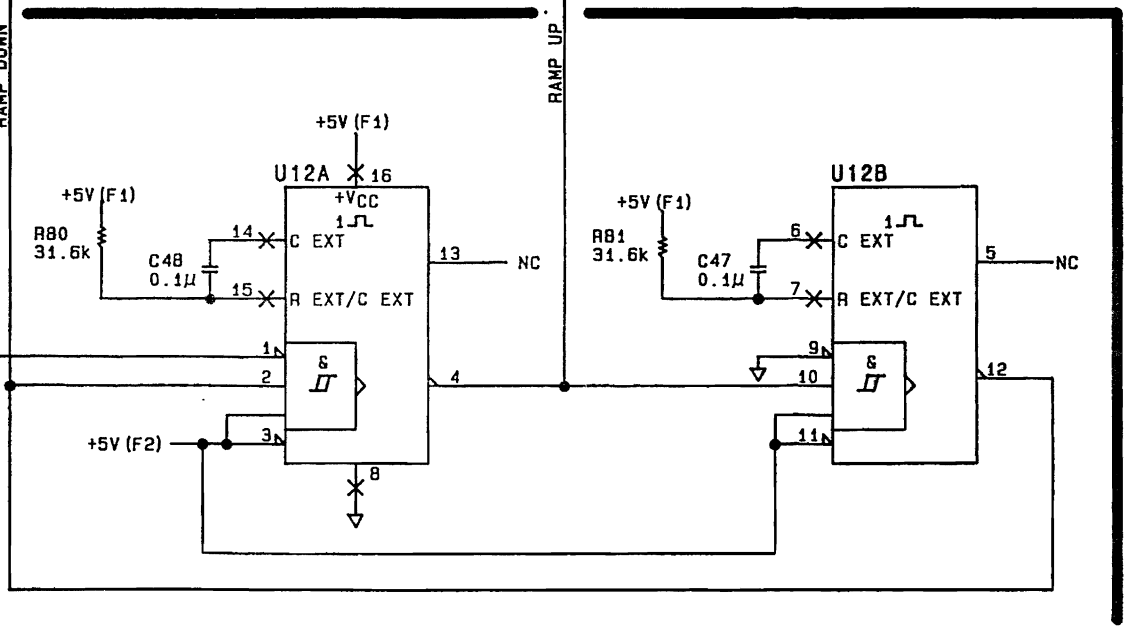 RAMP DOWN
RAMP UP
+5V(F1)
U12A
16
+VCC
1
+5V(F1)
R80
31.6k
14
C EXT
C48
0.1µ
15
R EXT/C EXT
13
NC
1
&
2
4
+5V(F2)
3
8
U12B
1
+5V(F1)
R81
31.6k
6
C EXT
C47
0.1µ
7
R EXT/C EXT
5
NC
9
&
10
12
11